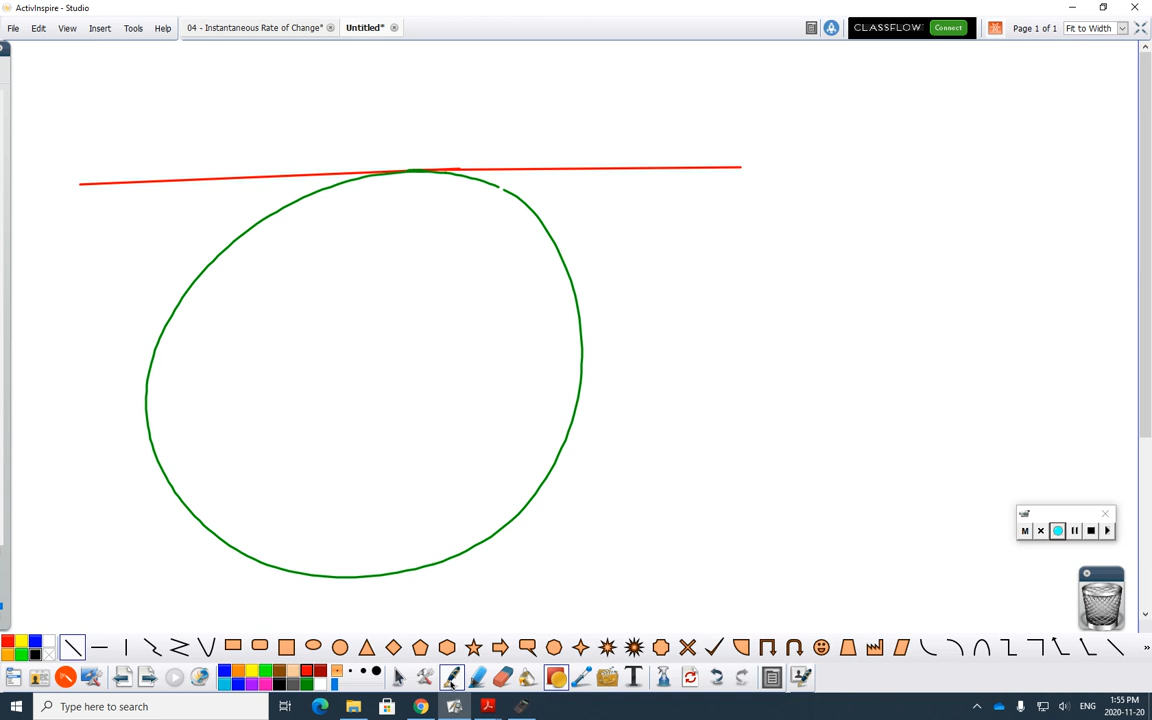 ActivInspire - Studio
File Edit View Insert Tools Help 04 - Instantaneous Rate of Change* Untitled* CLASSFLOW Connect Page 1 of 1 Fit to Width
M
T
Type here to search ENG 1:55 PM
2020-11-20